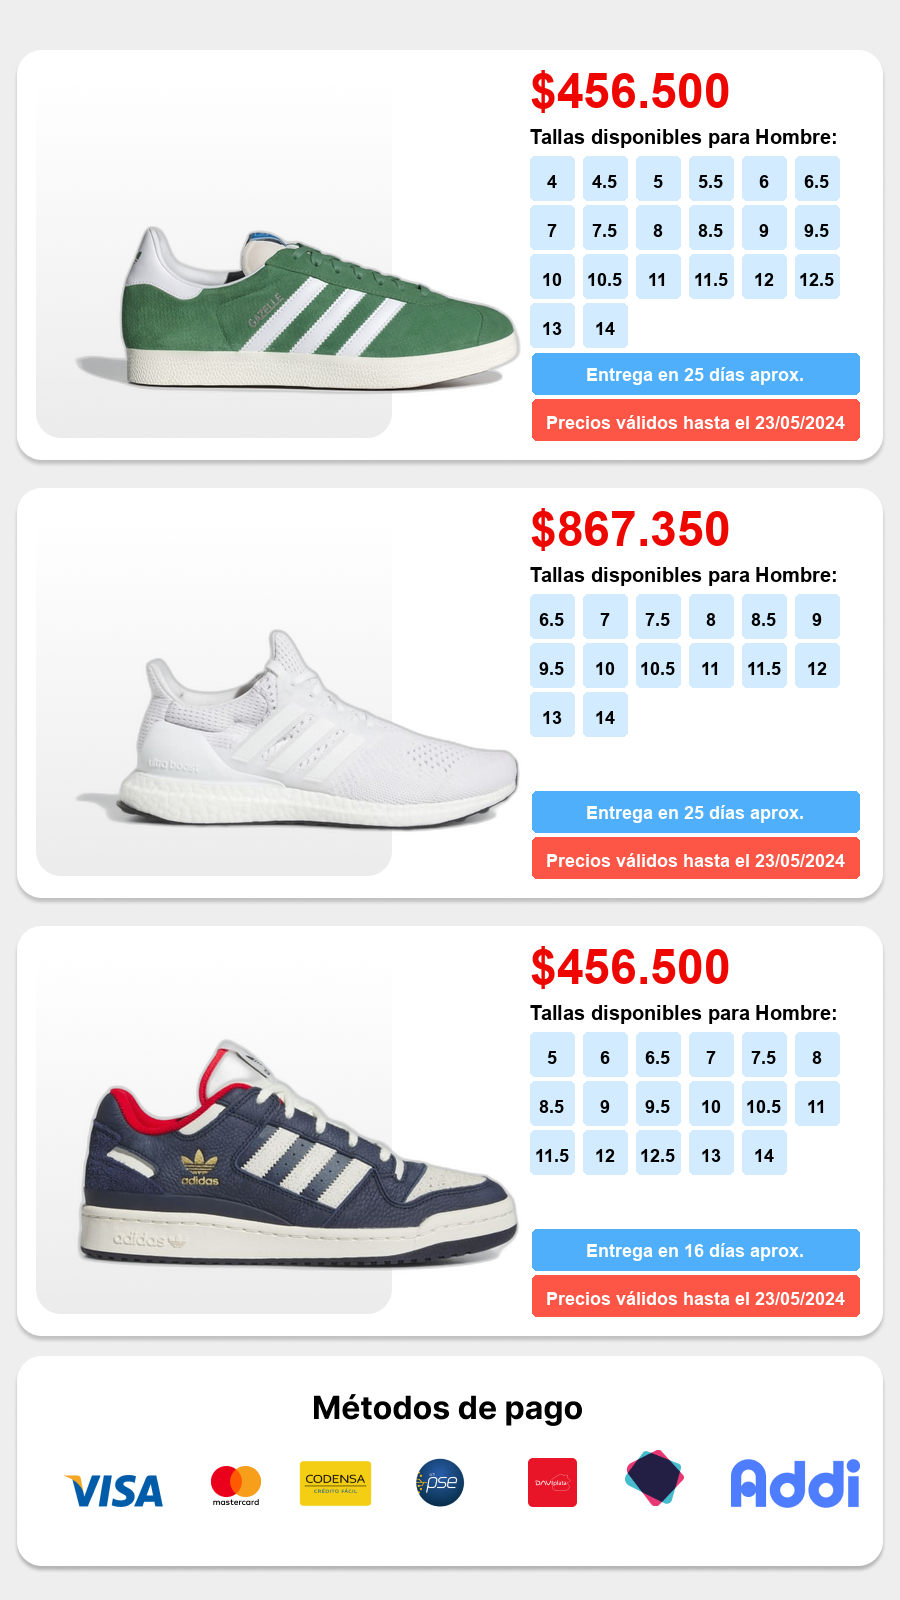 $456.500
Tallas disponibles para Hombre:
4 4.5 5 5.5 6 6.5
7 7.5 8 8.5 9 9.5
10 10.5 11 11.5 12 12.5
13 14
GAZELLE
Entrega en 25 días aprox.
Precios válidos hasta el 23/05/2024
$867.350
Tallas disponibles para Hombre:
6.5 7 7.5 8 8.5 9
9.5 10 10.5 11 11.5 12
13 14
ultraboost
Entrega en 25 días aprox.
Precios válidos hasta el 23/05/2024
$456.500
Tallas disponibles para Hombre:
5 6 6.5 7 7.5 8
8.5 9 9.5 10 10.5 11
11.5 12 12.5 13 14
adidas
adidas
Entrega en 16 días aprox.
Precios válidos hasta el 23/05/2024
Métodos de pago
VISA
mastercard
CODENSA
CRÉDITO FÁCIL
pse
DAVIplata
Addi